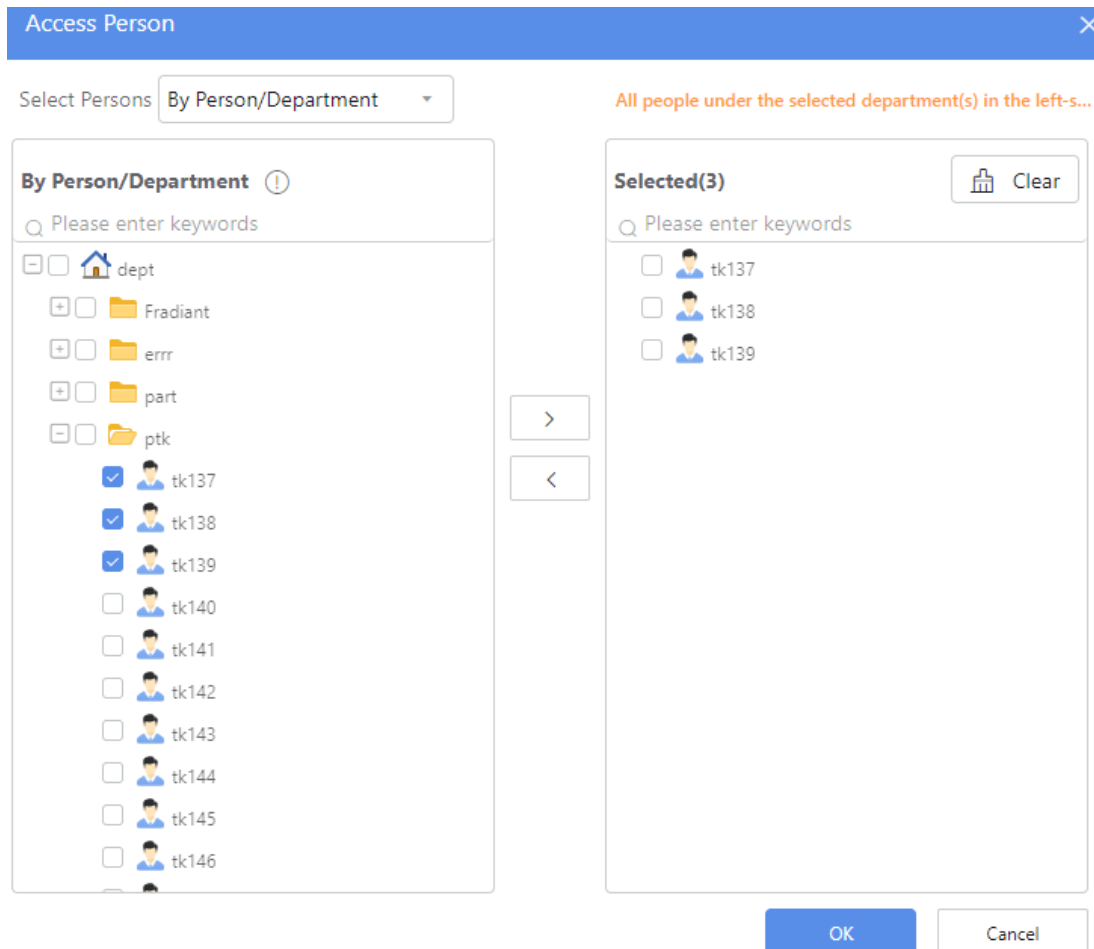 Access Person
Select Persons By Person/Department
All people under the selected department(s) in the left-s...
By Person/Department
Please enter keywords
dept
Fradiant
errr
part
ptk
tk137
tk138
tk139
tk140
tk141
tk142
tk143
tk144
tk145
tk146
Selected(3)
Clear
Please enter keywords
tk137
tk138
tk139
OK Cancel